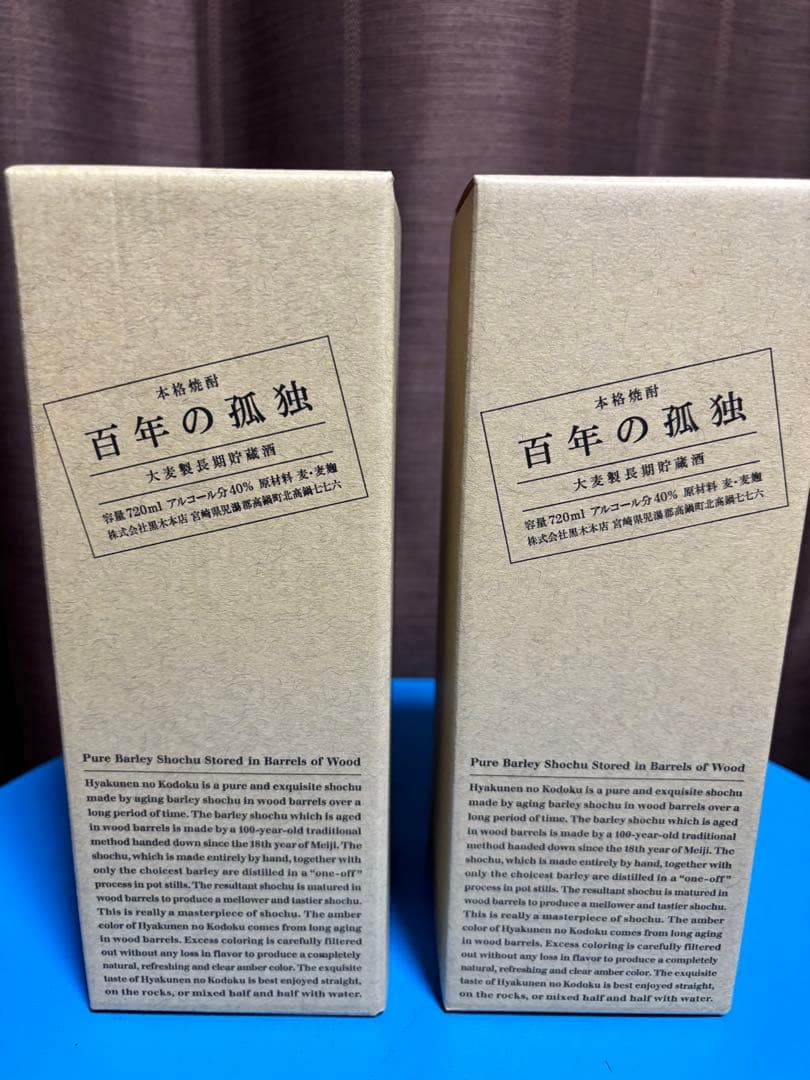 本格焼酎
百年の孤独
大麦製長期貯蔵酒
容量720ml アルコール分40% 原材料 麦・麦麹
株式会社黒木本店 宮崎県児湯郡高鍋町北高鍋七七六
Pure Barley Shochu Stored in Barrels of Wood
Hyakunen no Kodoku is a pure and exquisite shochu
made by aging barley shochu in wood barrels over a
long period of time. The barley shochu which is aged
in wood barrels is made by a 100-year-old traditional
method handed down since the 18th year of Meiji. The
shochu, which is made entirely by hand, together with
only the choicest barley are distilled in a “one-off”
process in pot stills. The resultant shochu is matured in
wood barrels to produce a mellower and tastier shochu.
This is really a masterpiece of shochu. The amber
color of Hyakunen no Kodoku comes from long aging
in wood barrels. Excess coloring is carefully filtered
out without any loss in flavor to produce a completely
natural, refreshing and clear amber color. The exquisite
taste of Hyakunen no Kodoku is best enjoyed straight,
on the rocks, or mixed half and half with water.
本格焼酎
百年の孤独
大麦製長期貯蔵酒
容量720ml アルコール分40% 原材料 麦・麦麹
株式会社黒木本店 宮崎県児湯郡高鍋町北高鍋七七六
Pure Barley Shochu Stored in Barrels of Wood
Hyakunen no Kodoku is a pure and exquisite shochu
made by aging barley shochu in wood barrels over a
long period of time. The barley shochu which is aged
in wood barrels is made by a 100-year-old traditional
method handed down since the 18th year of Meiji. The
shochu, which is made entirely by hand, together with
only the choicest barley are distilled in a “one-off”
process in pot stills. The resultant shochu is matured in
wood barrels to produce a mellower and tastier shochu.
This is really a masterpiece of shochu. The amber
color of Hyakunen no Kodoku comes from long aging
in wood barrels. Excess coloring is carefully filtered
out without any loss in flavor to produce a completely
natural, refreshing and clear amber color. The exquisite
taste of Hyakunen no Kodoku is best enjoyed straight,
on the rocks, or mixed half and half with water.